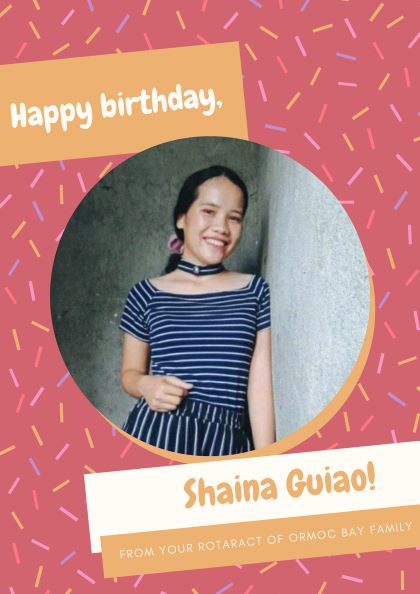 Happy birthday,
Shaina Guiao!
FROM YOUR ROTARACT OF ORMOC BAY FAMILY